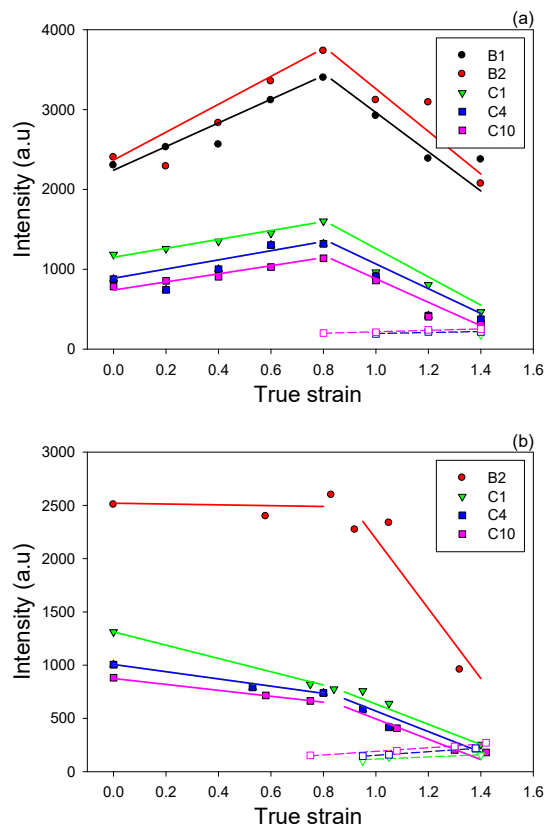 (a)
4000
3000
2000
1000
0
Intensity (a.u)
B1
B2
C1
C4
C10
0.0 0.2 0.4 0.6 0.8 1.0 1.2 1.4 1.6
True strain
(b)
3000
2500
2000
1500
1000
500
0
Intensity (a.u)
B2
C1
C4
C10
0.0 0.2 0.4 0.6 0.8 1.0 1.2 1.4 1.6
True strain